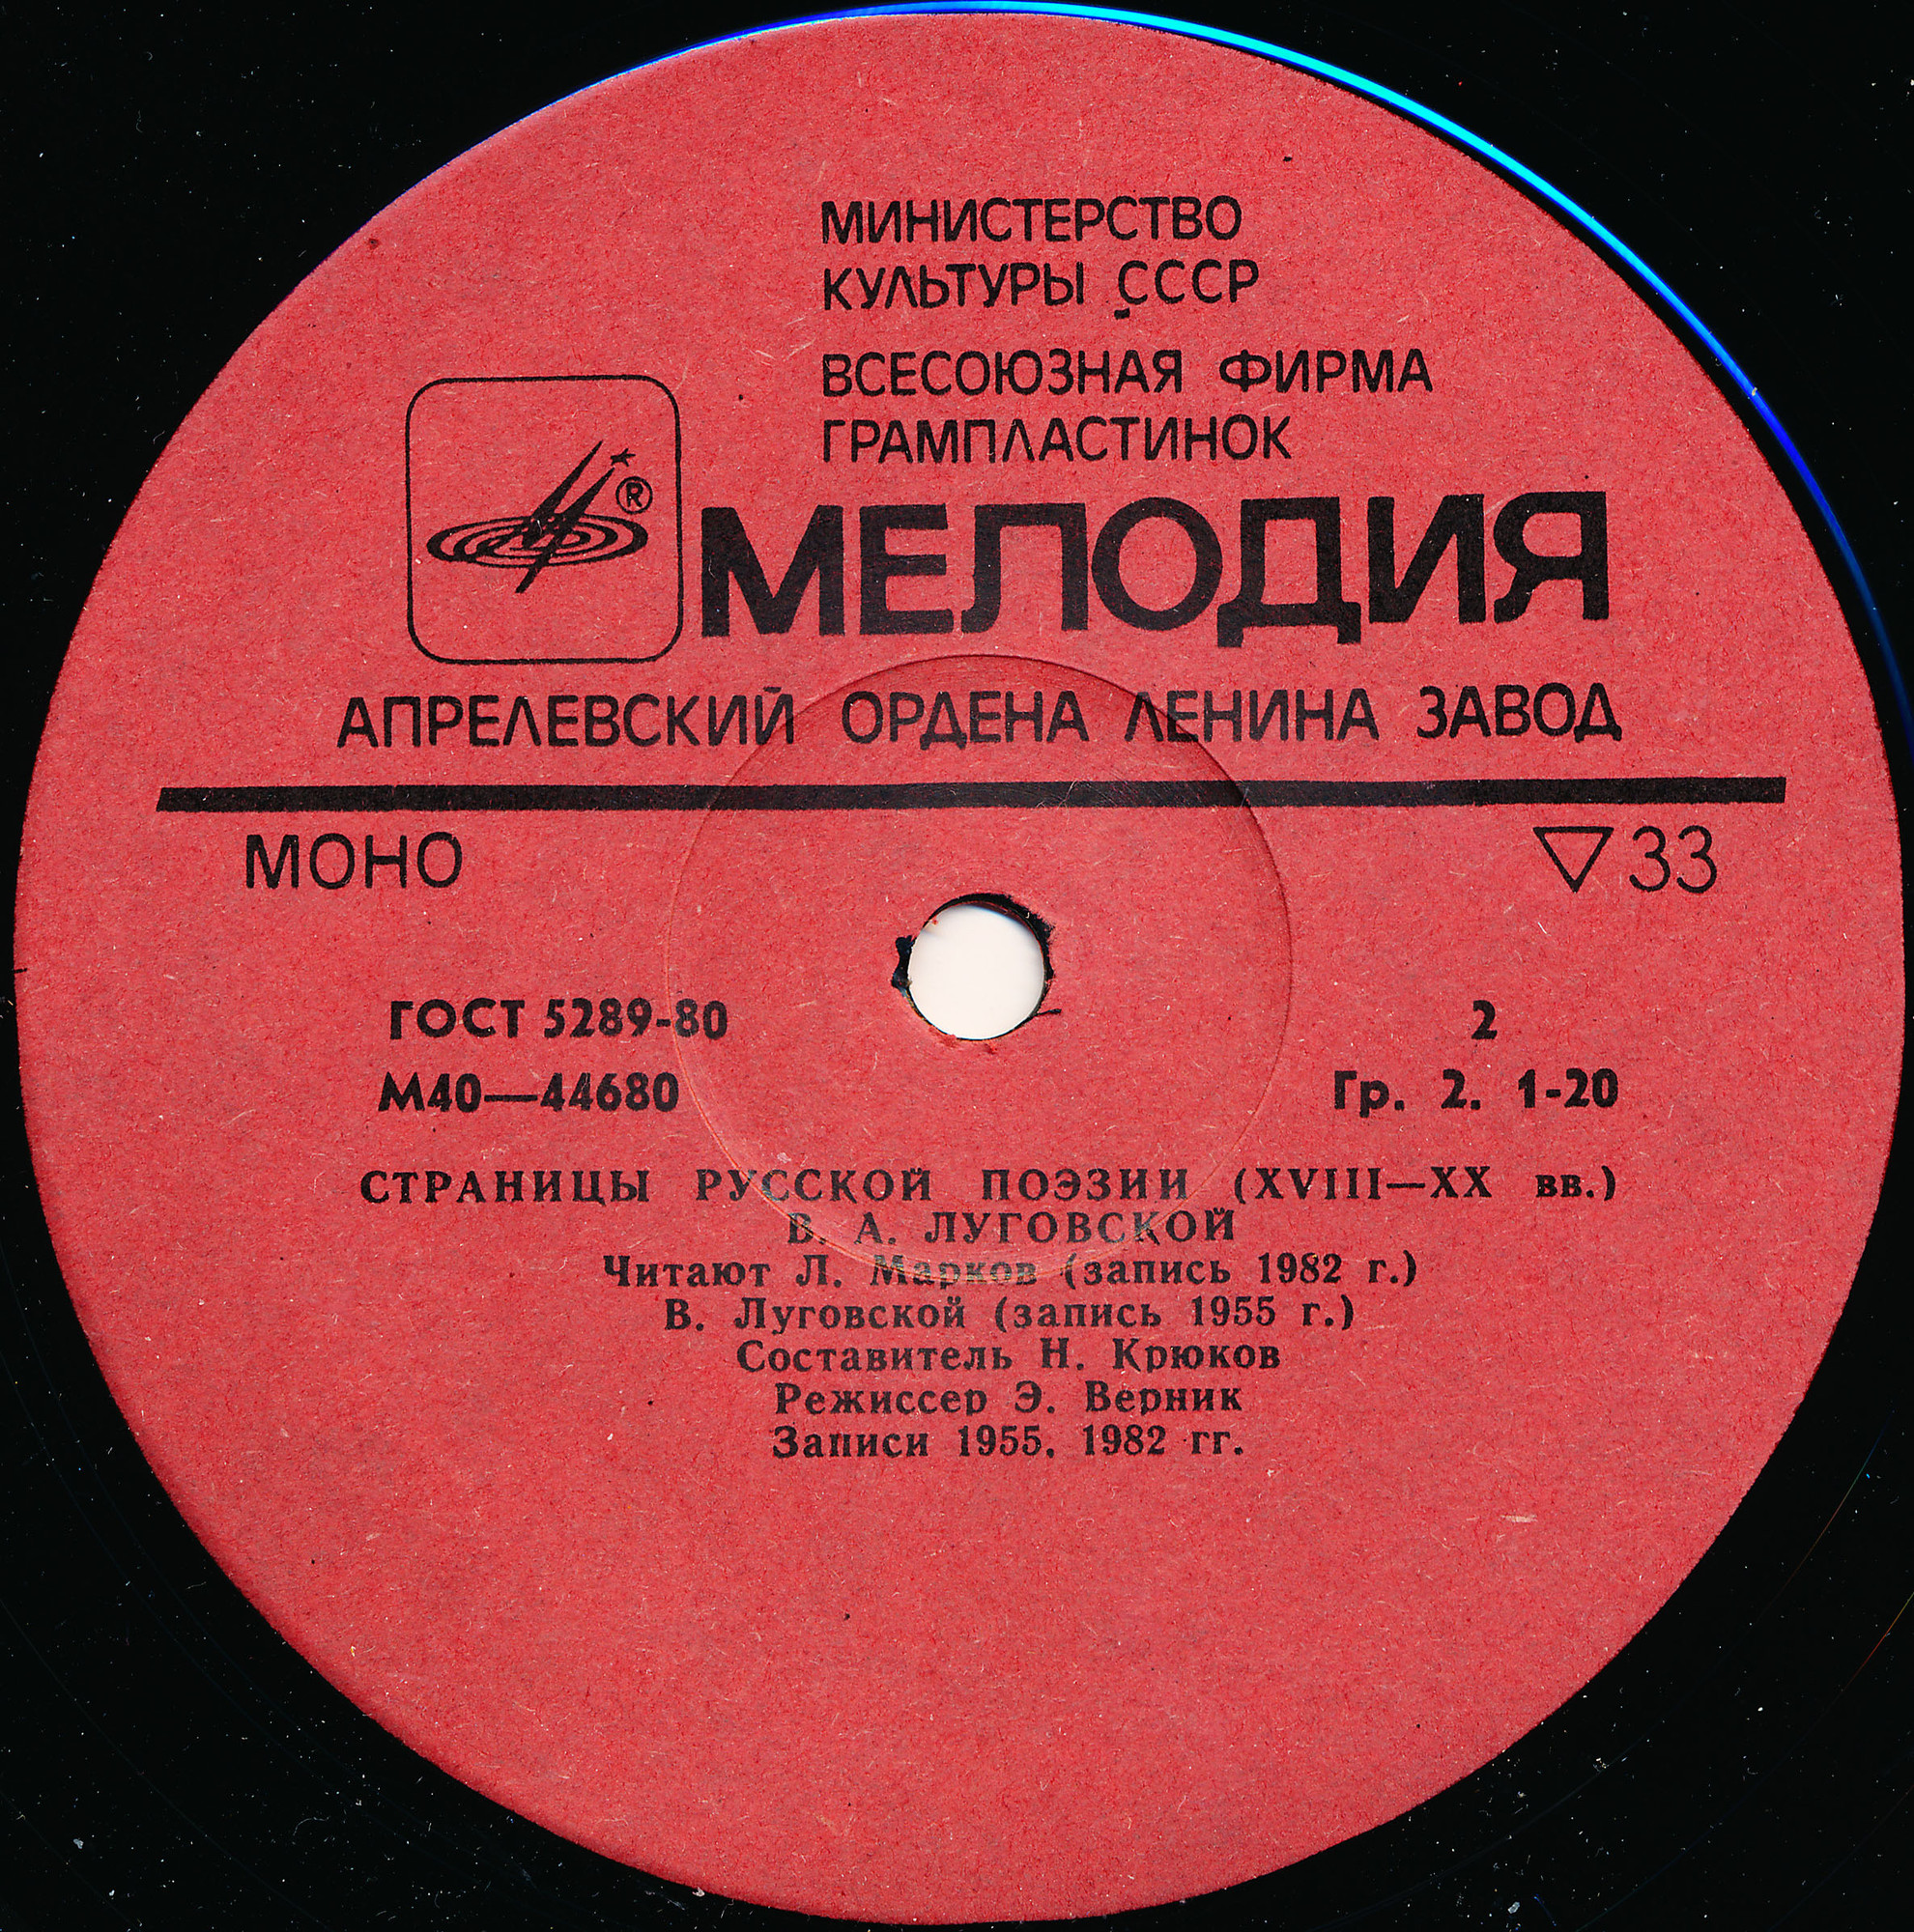 МИНИСТЕРСТВО
КУЛЬТУРЫ СССР
ВСЕСОЮЗНАЯ ФИРМА
ГРАМПЛАСТИНОК
®
МЕЛОДИЯ
АПРЕЛЕВСКИЙ ОРДЕНА ЛЕНИНА ЗАВОД
МОНО ▽33
ГОСТ 5289-80 2
М40—44680 Гр. 2. 1-20
СТРАНИЦЫ РУССКОЙ ПОЭЗИИ (XVIII—XX вв.)
В. А. ЛУГОВСКОЙ
Читают Л. Марков (запись 1982 г.)
В. Луговской (запись 1955 г.)
Составитель Н. Крюков
Режиссер Э. Верник
Записи 1955, 1982 гг.